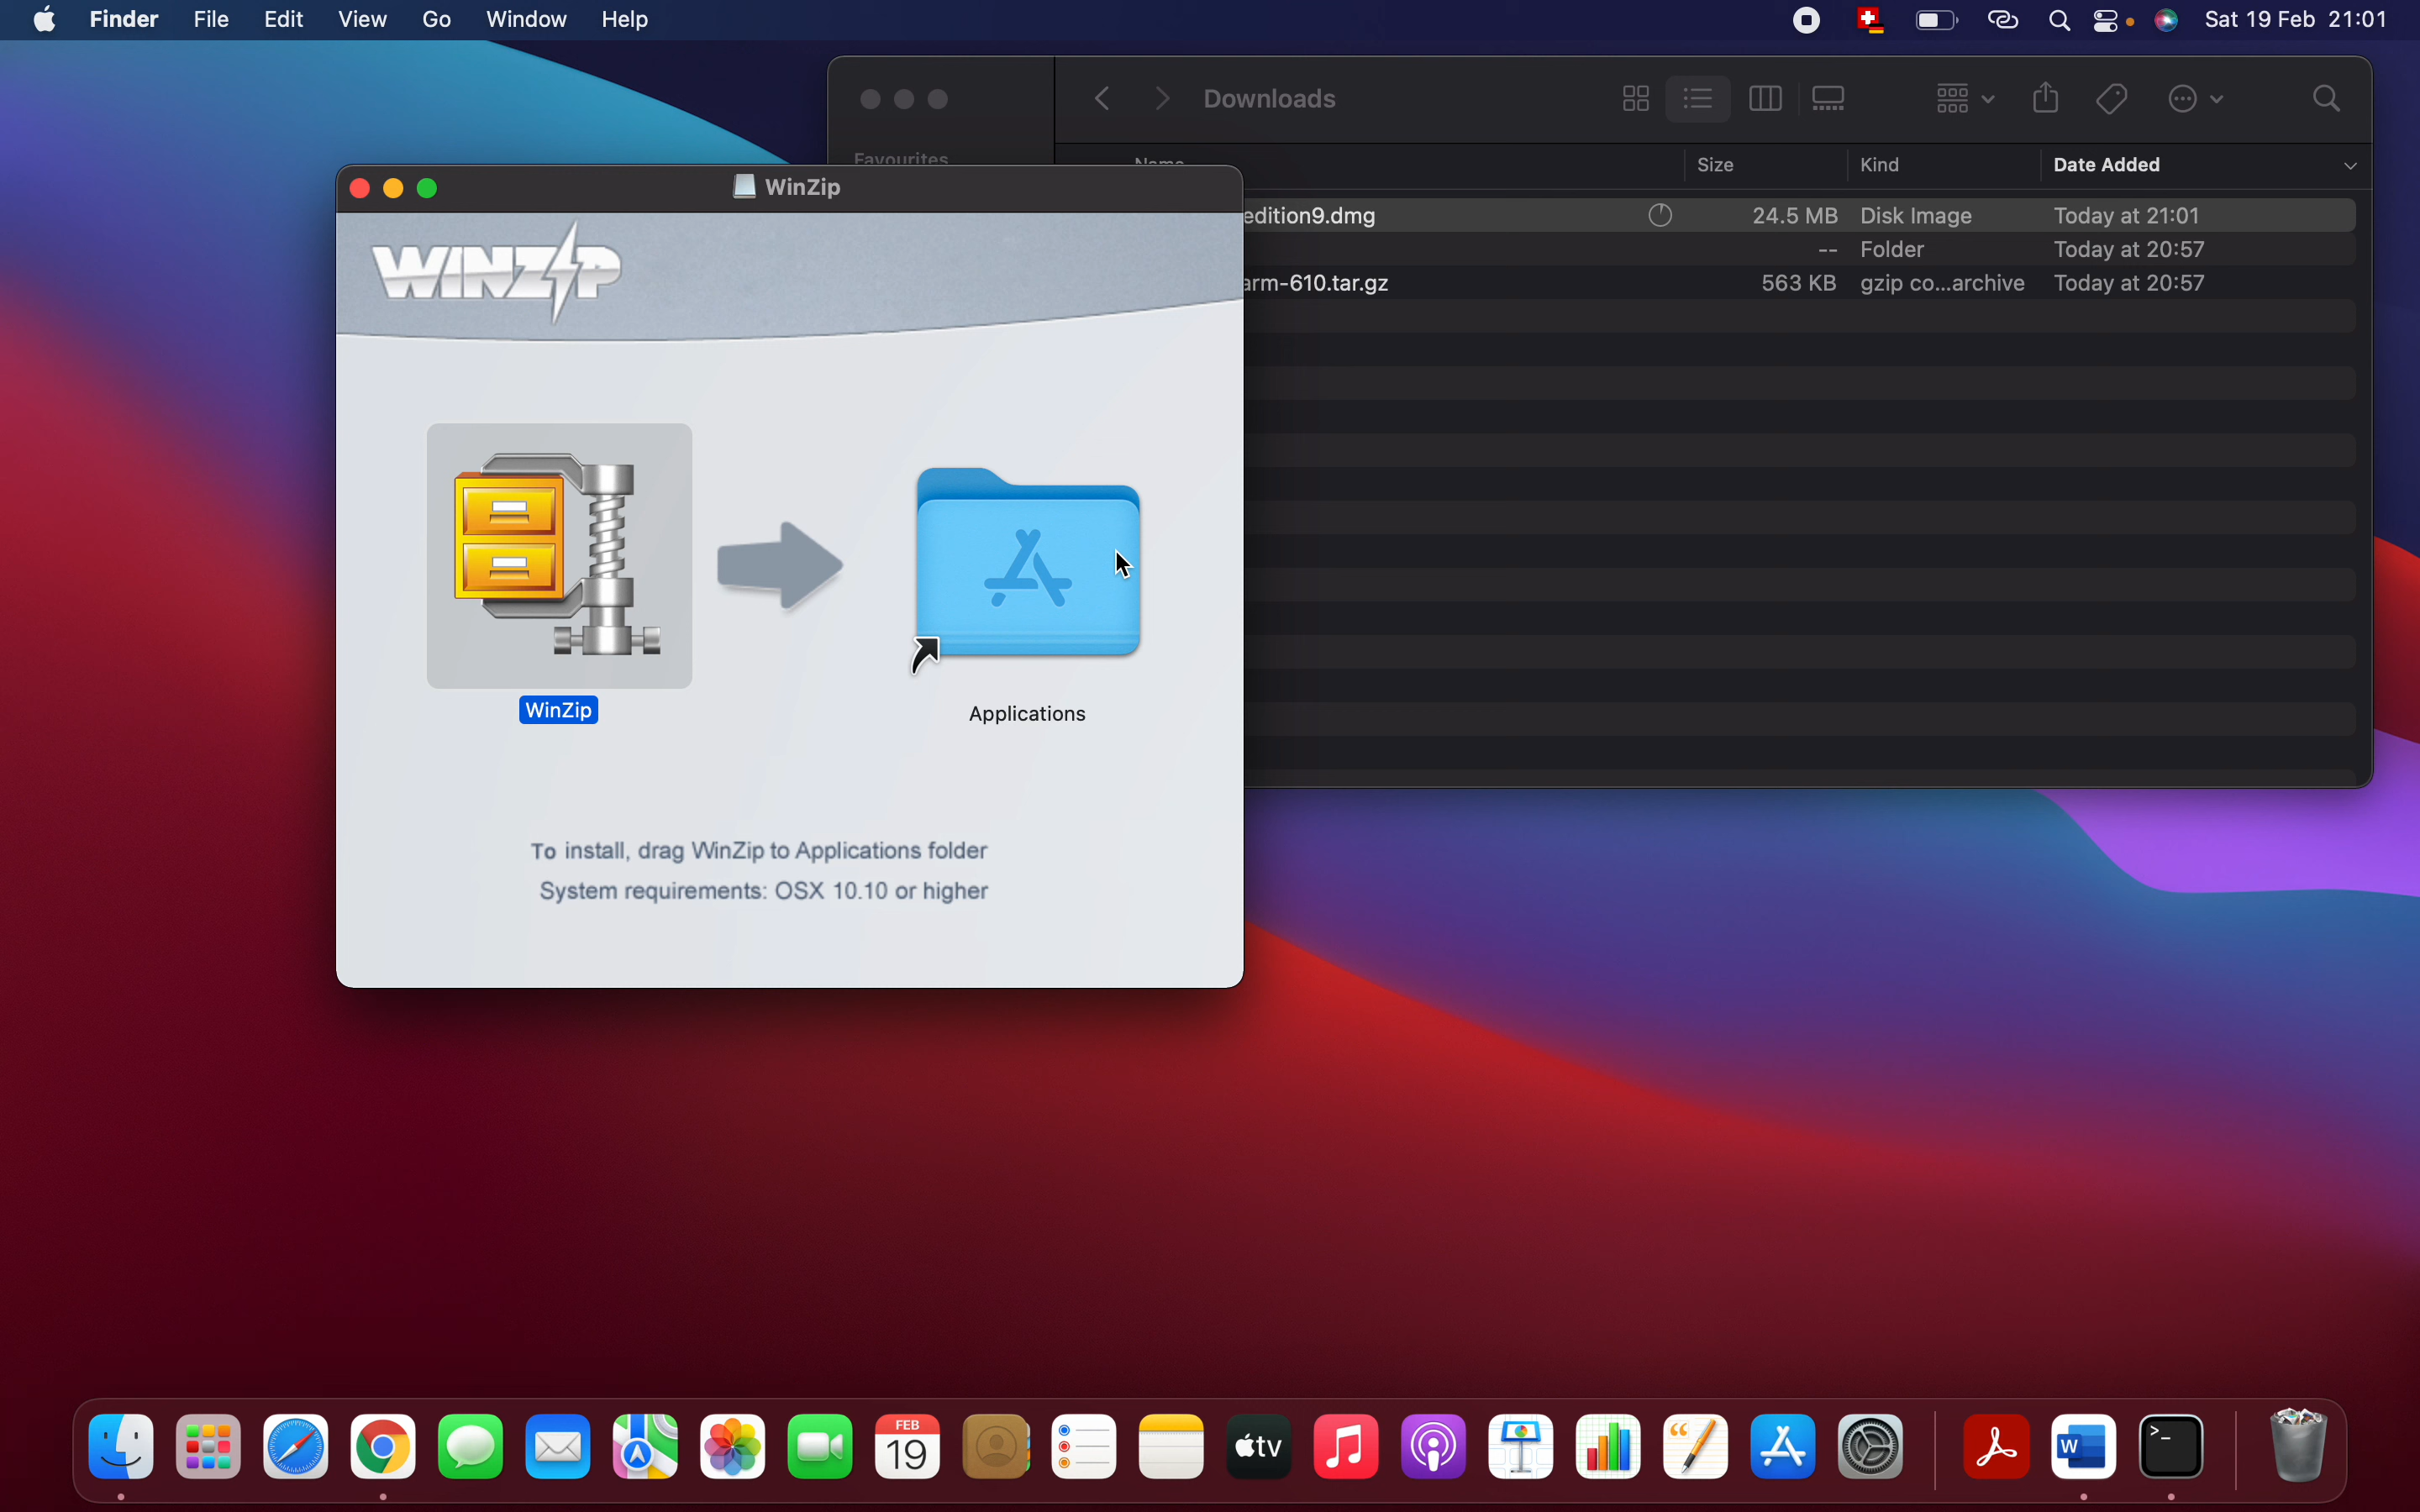 Finder File Edit View Go Window Help Sat 19 Feb 21:01
Downloads
Favourites
Name Size Kind Date Added
WinZip
edition9.dmg 24.5 MB Disk Image Today at 21:01
-- Folder Today at 20:57
arm-610.tar.gz 563 KB gzip co...archive Today at 20:57
WINZIP
WinZip
Applications
To install, drag WinZip to Applications folder
System requirements: OSX 10.10 or higher
FEB
19
tv
W
>_